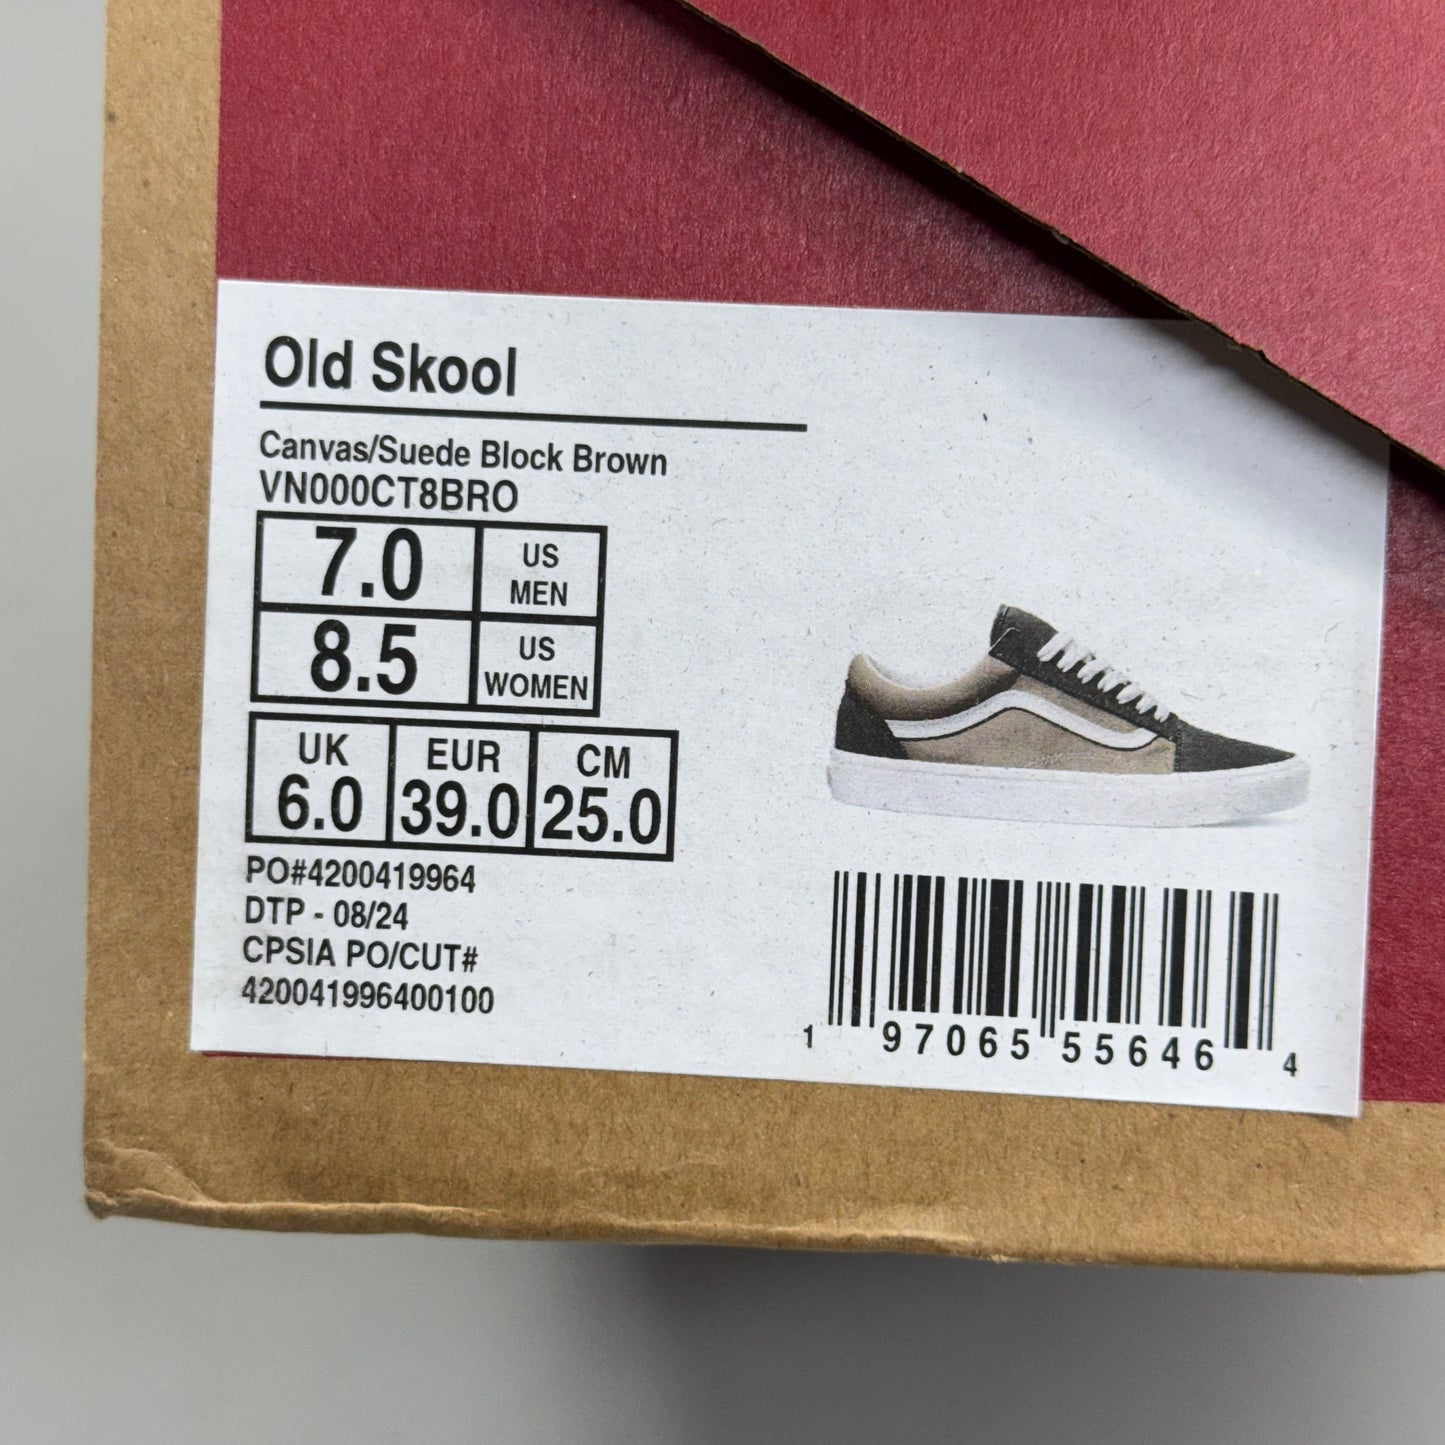 Old Skool
Canvas/Suede Block Brown
VN000CT8BRO
7.0 US MEN
8.5 US WOMEN
UK EUR CM
6.0 39.0 25.0
PO#4200419964
DTP - 08/24
CPSIA PO/CUT#
420041996400100
1 97065 55646 4